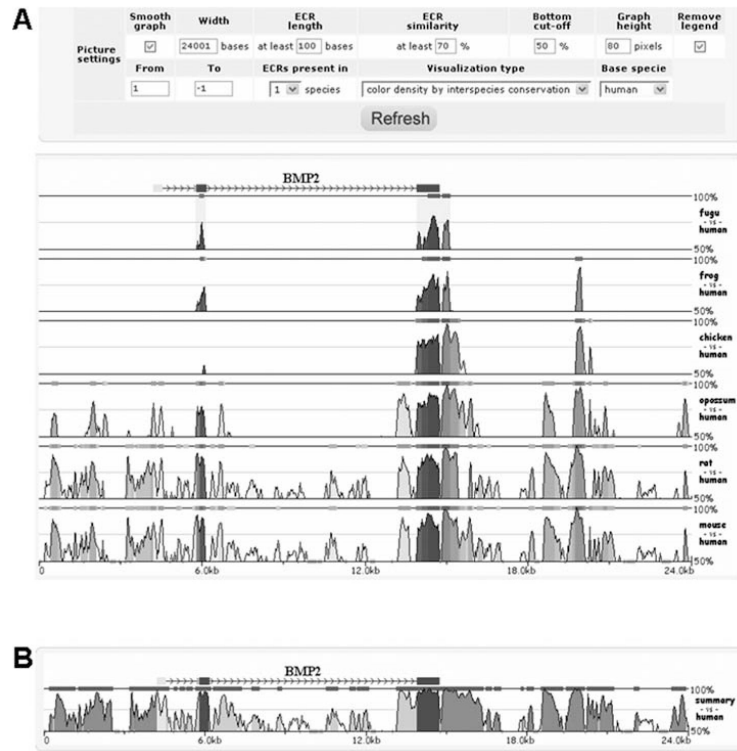 A
Smooth graph Width ECR length ECR similarity Bottom cut-off Graph height Remove legend
Picture settings 24001 bases at least 100 bases at least 70 % 50 % 80 pixels
From To ECRs present in Visualization type Base specie
1 -1 1 species color density by interspecies conservation human
Refresh
BMP2
100%
fugu
- vs -
human
50%
100%
frog
- vs -
human
50%
100%
chicken
- vs -
human
50%
100%
opossum
- vs -
human
50%
100%
rat
- vs -
human
50%
100%
mouse
- vs -
human
50%
0 6.0kb 12.0kb 18.0kb 24.0kb
B
BMP2
100%
summary
- vs -
human
50%
0 6.0kb 12.0kb 18.0kb 24.0kb